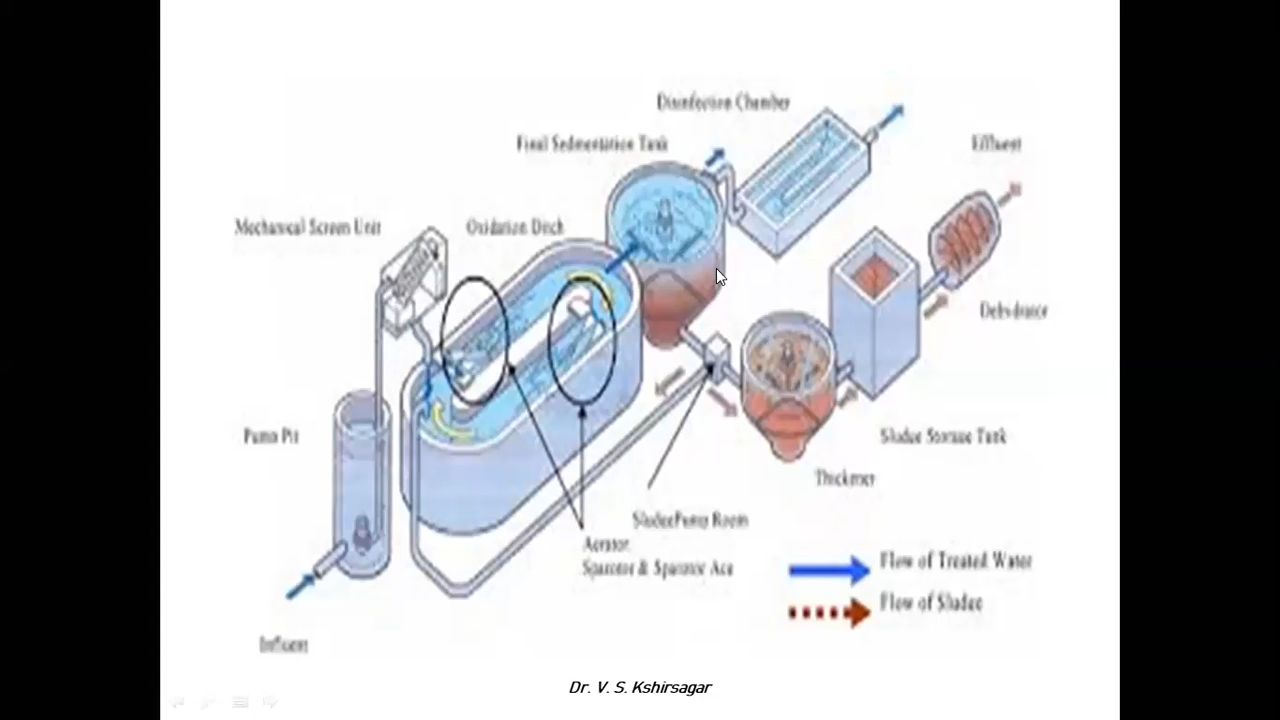 Disinfection Chamber
Final Sedimentation Tank
Effluent
Mechanical Screen Unit
Oxidation Ditch
Dehydrator
Pump Pit
Sludge Storage Tank
Thickener
Sludge Pump Room
Aerator
Flow of Treated Water
Flow of Sludge
Influent
Dr. V. S. Kshirsagar